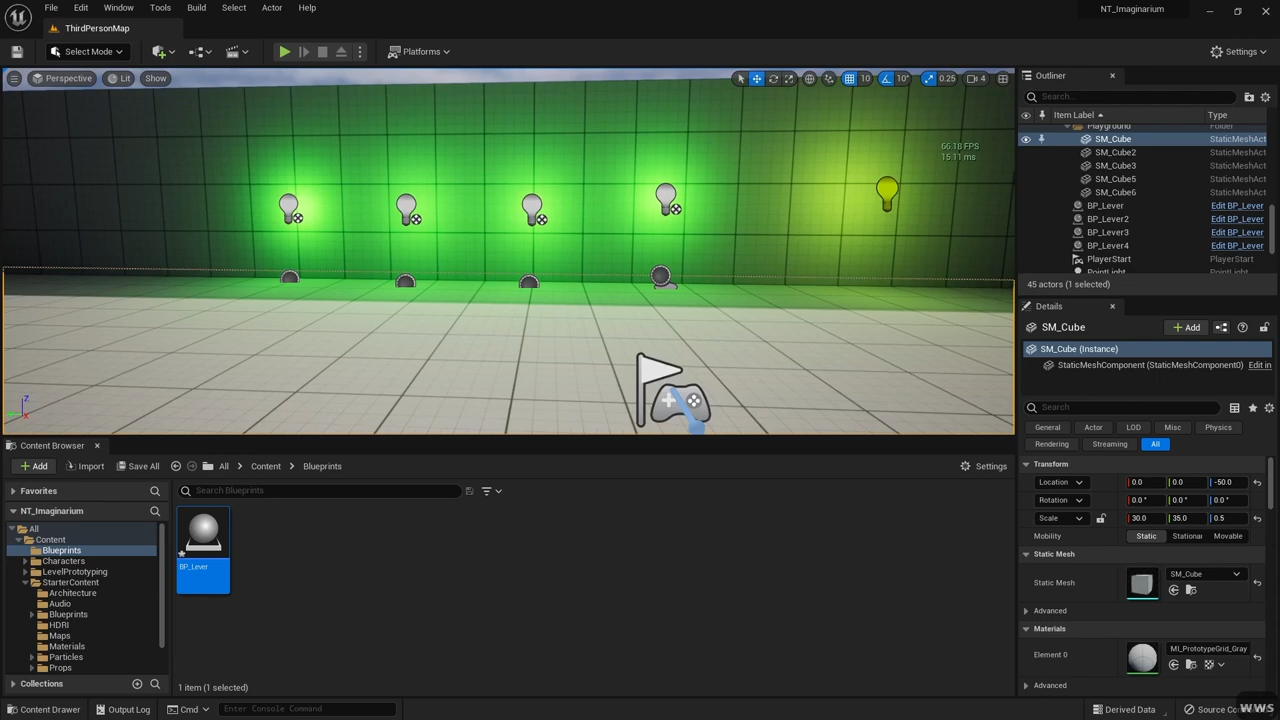 File Edit Window Tools Build Select Actor Help
NT_Imaginarium
ThirdPersonMap
Select Mode
Platforms
Settings
Perspective Lit Show
10 10° 0.25 4
66.18 FPS
15.11 ms
Outliner
Search...
Item Label Type
Playground Folder
SM_Cube StaticMeshAct
SM_Cube2 StaticMeshAct
SM_Cube3 StaticMeshAct
SM_Cube5 StaticMeshAct
SM_Cube6 StaticMeshAct
BP_Lever Edit BP_Lever
BP_Lever2 Edit BP_Lever
BP_Lever3 Edit BP_Lever
BP_Lever4 Edit BP_Lever
PlayerStart PlayerStart
PointLight PointLight
45 actors (1 selected)
Details
SM_Cube
Add
SM_Cube (Instance)
StaticMeshComponent (StaticMeshComponent0) Edit in
Search
General Actor LOD Misc Physics
Rendering Streaming All
Transform
Location 0.0 0.0 -50.0
Rotation 0.0 ° 0.0 ° 0.0 °
Scale 30.0 35.0 0.5
Mobility Static Stationar Movable
Static Mesh
Static Mesh SM_Cube
Advanced
Materials
Element 0 MI_PrototypeGrid_Gray
Advanced
Content Browser
Add Import Save All All Content Blueprints Settings
Favorites
Search Blueprints
NT_Imaginarium
All
Content
Blueprints
Characters
LevelPrototyping
StarterContent
Architecture
Audio
Blueprints
HDRI
Maps
Materials
Particles
Props
Collections
BP_Lever
1 item (1 selected)
Content Drawer Output Log Cmd Enter Console Command
Derived Data Source Con
WWS